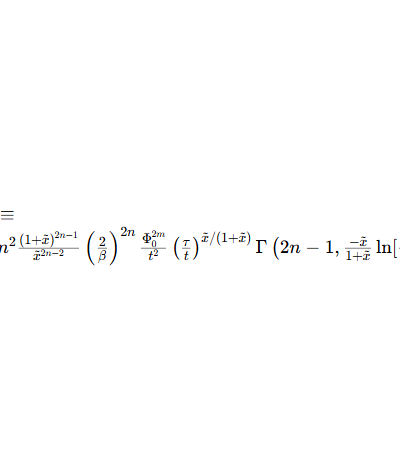 ≡
n^2 \frac{(1+\tilde{x})^{2n-1}}{\tilde{x}^{2n-2}} \left(\frac{2}{\beta}\right)^{2n} \frac{\Phi_0^{2m}}{t^2} \left(\frac{\tau}{t}\right)^{\tilde{x}/(1+\tilde{x})} \Gamma \left(2n-1, \frac{-\tilde{x}}{1+\tilde{x}} \ln[